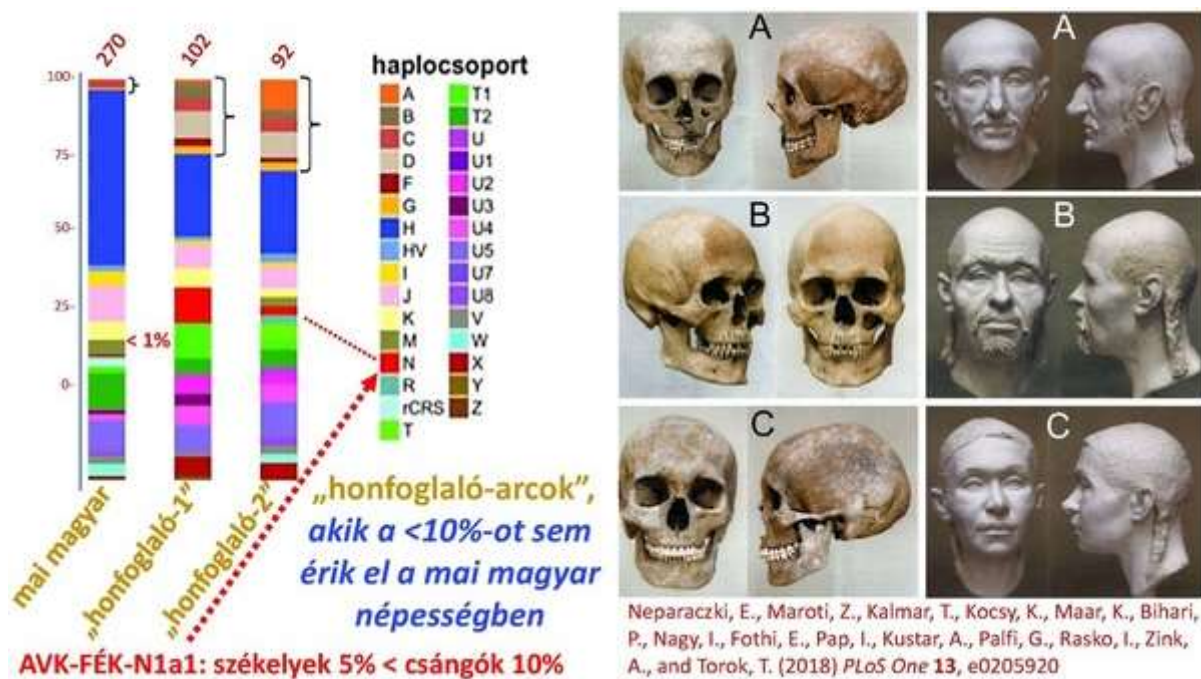 270
102
92
100-
75-
50-
25-
0-
< 1%
mai magyar
„honfoglaló-1”
„honfoglaló-2”
haplocsoport
A
B
C
D
F
G
H
HV
I
J
K
M
N
R
rCRS
T
T1
T2
U
U1
U2
U3
U4
U5
U7
U8
V
W
X
Y
Z
„honfoglaló-arcok”,
akik a <10%-ot sem
érik el a mai magyar
népességben
AVK-FÉK-N1a1: székelyek 5% < csángók 10%
A
A
B
B
C
C
Neparaczki, E., Maroti, Z., Kalmar, T., Kocsy, K., Maar, K., Bihari,
P., Nagy, I., Fothi, E., Pap, I., Kustar, A., Palfi, G., Rasko, I., Zink,
A., and Torok, T. (2018) PLoS One 13, e0205920